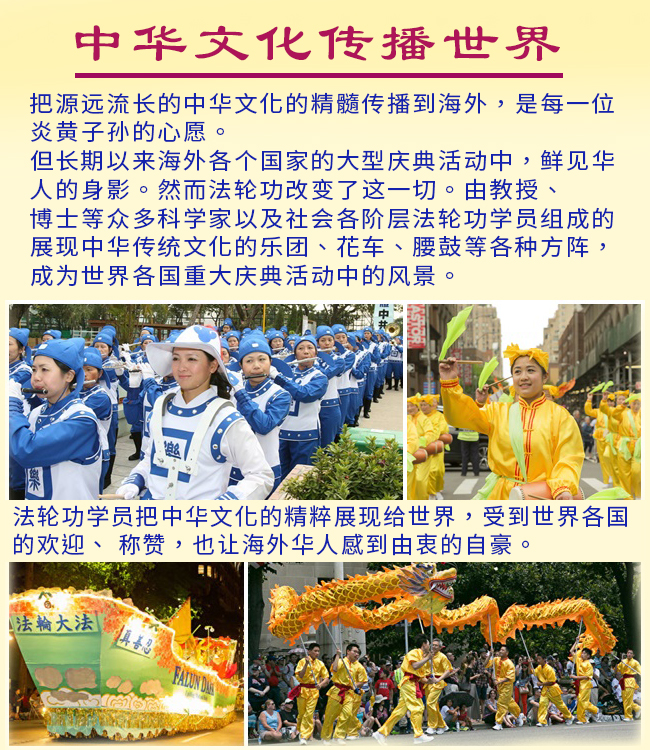 中华文化传播世界
把源远流长的中华文化的精髓传播到海外，是每一位
炎黄子孙的心愿。
但长期以来海外各个国家的大型庆典活动中，鲜见华
人的身影。然而法轮功改变了这一切。由教授、
博士等众多科学家以及社会各阶层法轮功学员组成的
展现中华传统文化的乐团、花车、腰鼓等各种方阵，
成为世界各国重大庆典活动中的风景。
法轮功学员把中华文化的精粹展现给世界，受到世界各国
的欢迎、 称赞，也让海外华人感到由衷的自豪。
法輪大法
真善忍
FALUN DAFA